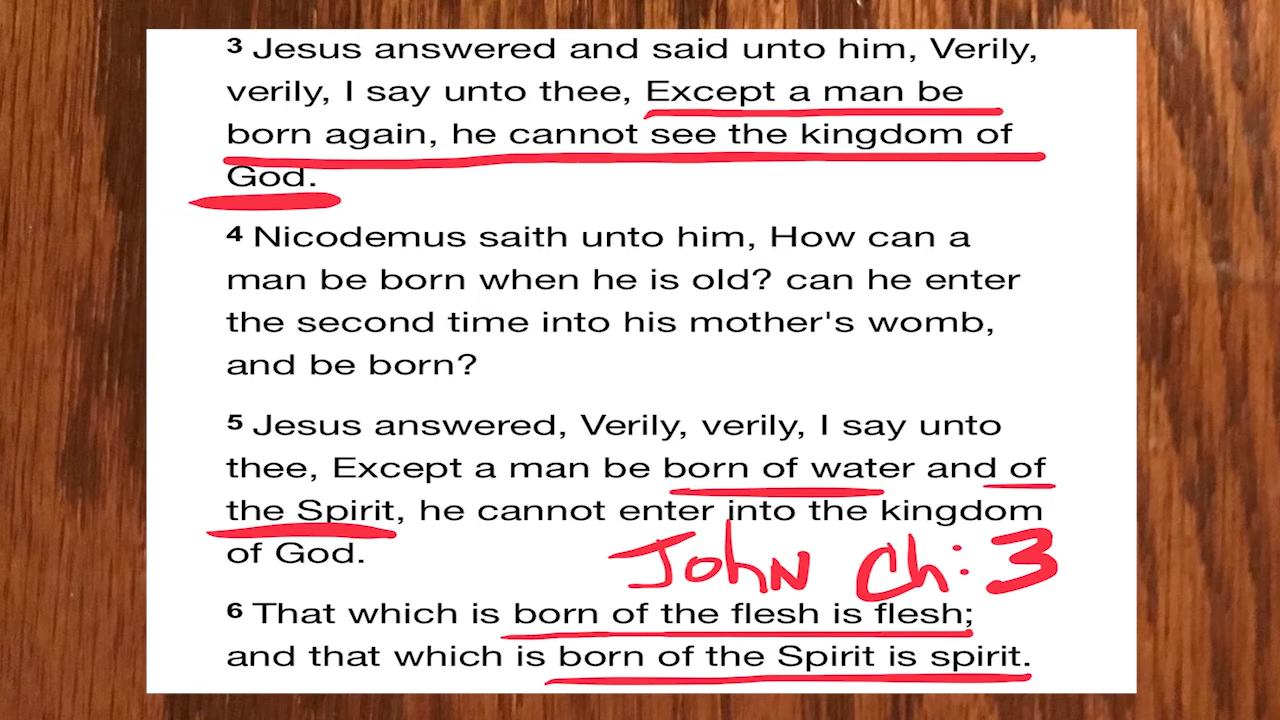 3 Jesus answered and said unto him, Verily,
verily, I say unto thee, Except a man be
born again, he cannot see the kingdom of
God.
4 Nicodemus saith unto him, How can a
man be born when he is old? can he enter
the second time into his mother's womb,
and be born?
5 Jesus answered, Verily, verily, I say unto
thee, Except a man be born of water and of
the Spirit, he cannot enter into the kingdom
of God.
John Ch: 3
6 That which is born of the flesh is flesh;
and that which is born of the Spirit is spirit.